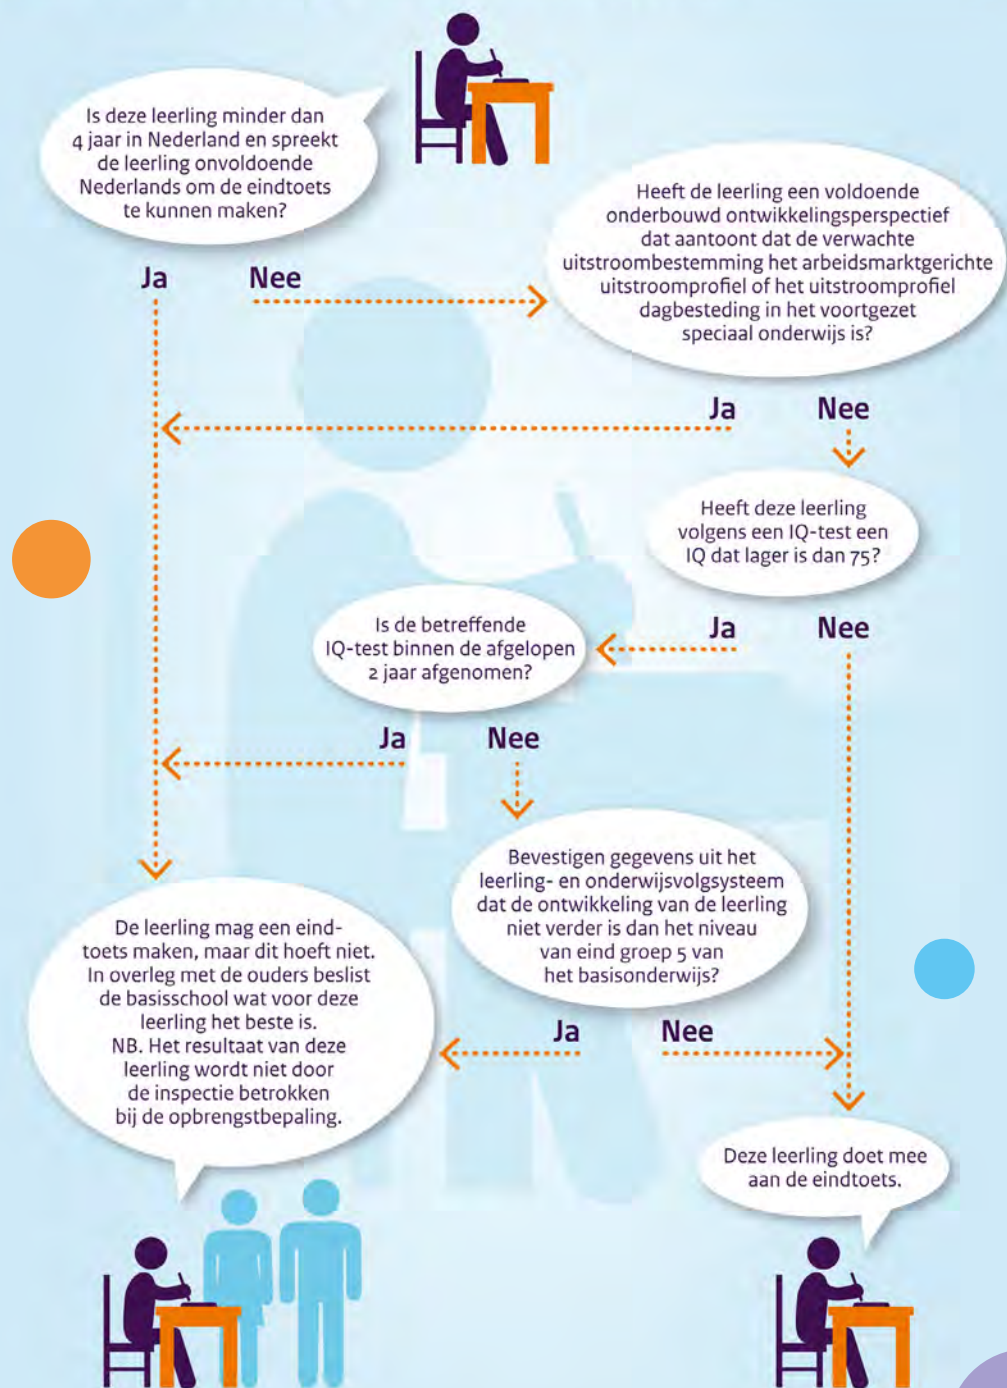 Is deze leerling minder dan
4 jaar in Nederland en spreekt
de leerling onvoldoende
Nederlands om de eindtoets
te kunnen maken?
Ja
Nee
Heeft de leerling een voldoende
onderbouwd ontwikkelingsperspectief
dat aantoont dat de verwachte
uitstroombestemming het arbeidsmarktgerichte
uitstroomprofiel of het uitstroomprofiel
dagbesteding in het voortgezet
speciaal onderwijs is?
Ja
Nee
Heeft deze leerling
volgens een IQ-test een
IQ dat lager is dan 75?
Ja
Nee
Is de betreffende
IQ-test binnen de afgelopen
2 jaar afgenomen?
Ja
Nee
Bevestigen gegevens uit het
leerling- en onderwijsvolgsysteem
dat de ontwikkeling van de leerling
niet verder is dan het niveau
van eind groep 5 van
het basisonderwijs?
Ja
Nee
De leerling mag een eind-
toets maken, maar dit hoeft niet.
In overleg met de ouders beslist
de basisschool wat voor deze
leerling het beste is.
NB. Het resultaat van deze
leerling wordt niet door
de inspectie betrokken
bij de opbrengstbepaling.
Deze leerling doet mee
aan de eindtoets.